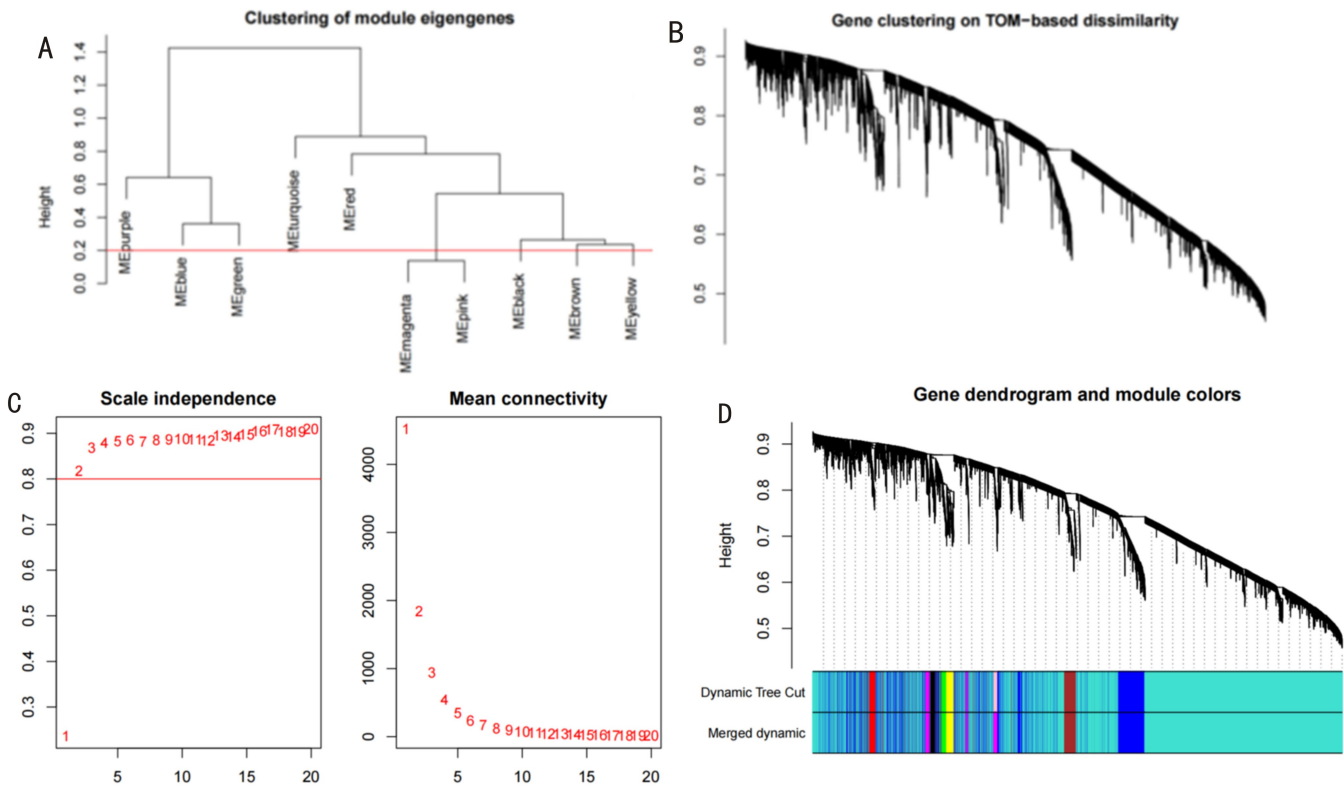 Clustering of module eigengenes
A
Height
0.0 0.2 0.4 0.6 0.8 1.0 1.2 1.4
MEpurple
MEblue
MEgreen
MEturquoise
MEred
MEmagenta
MEpink
MEblack
MEbrown
MEyellow
Gene clustering on TOM−based dissimilarity
B
0.5 0.6 0.7 0.8 0.9
C
Scale independence
0.3 0.4 0.5 0.6 0.7 0.8 0.9
1 2 3 4 5 6 7 8 9 10 11 12 13 14 15 16 17 18 19 20
5 10 15 20
Mean connectivity
0 1000 2000 3000 4000
1 2 3 4 5 6 7 8 9 10 11 12 13 14 15 16 17 18 19 20
5 10 15 20
D
Gene dendrogram and module colors
Height
0.5 0.6 0.7 0.8 0.9
Dynamic Tree Cut
Merged dynamic